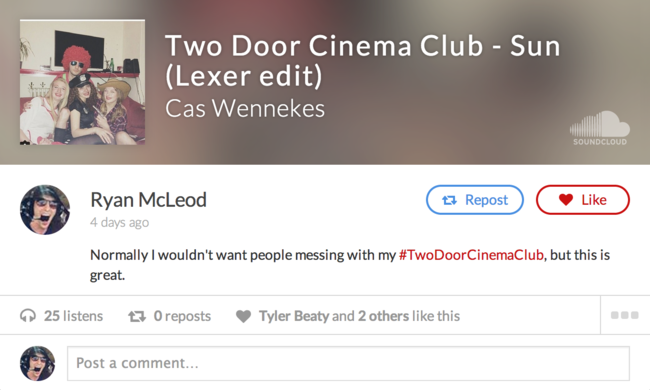 Two Door Cinema Club - Sun
(Lexer edit)
Cas Wennekes
SOUNDCLOUD
Ryan McLeod
4 days ago
Repost
Like
Normally I wouldn't want people messing with my #TwoDoorCinemaClub, but this is
great.
25 listens
0 reposts
Tyler Beaty and 2 others like this
Post a comment...